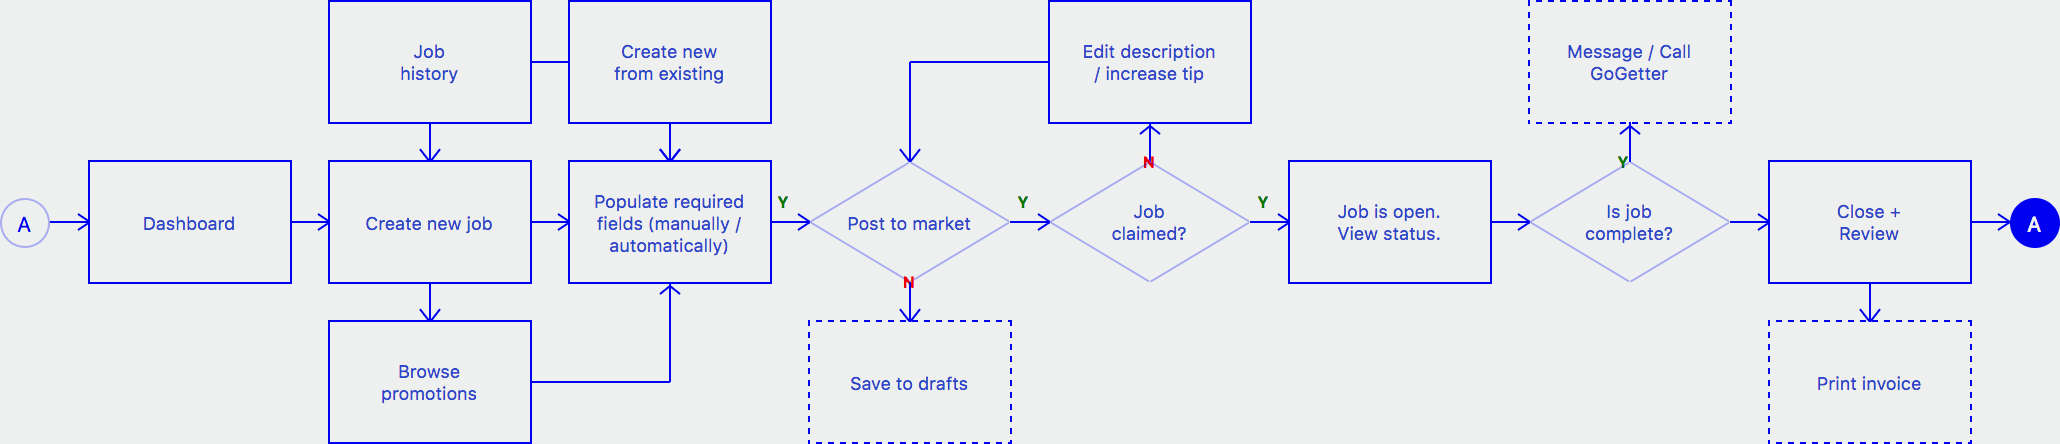 Job
history
Create new
from existing
Edit description
/ increase tip
Message / Call
GoGetter
A
Dashboard
Create new job
Populate required
fields (manually /
automatically)
Y
Post to market
N
Y
Job
claimed?
N
Y
Job is open.
View status.
Is job
complete?
Y
Close +
Review
A
Browse
promotions
Save to drafts
Print invoice